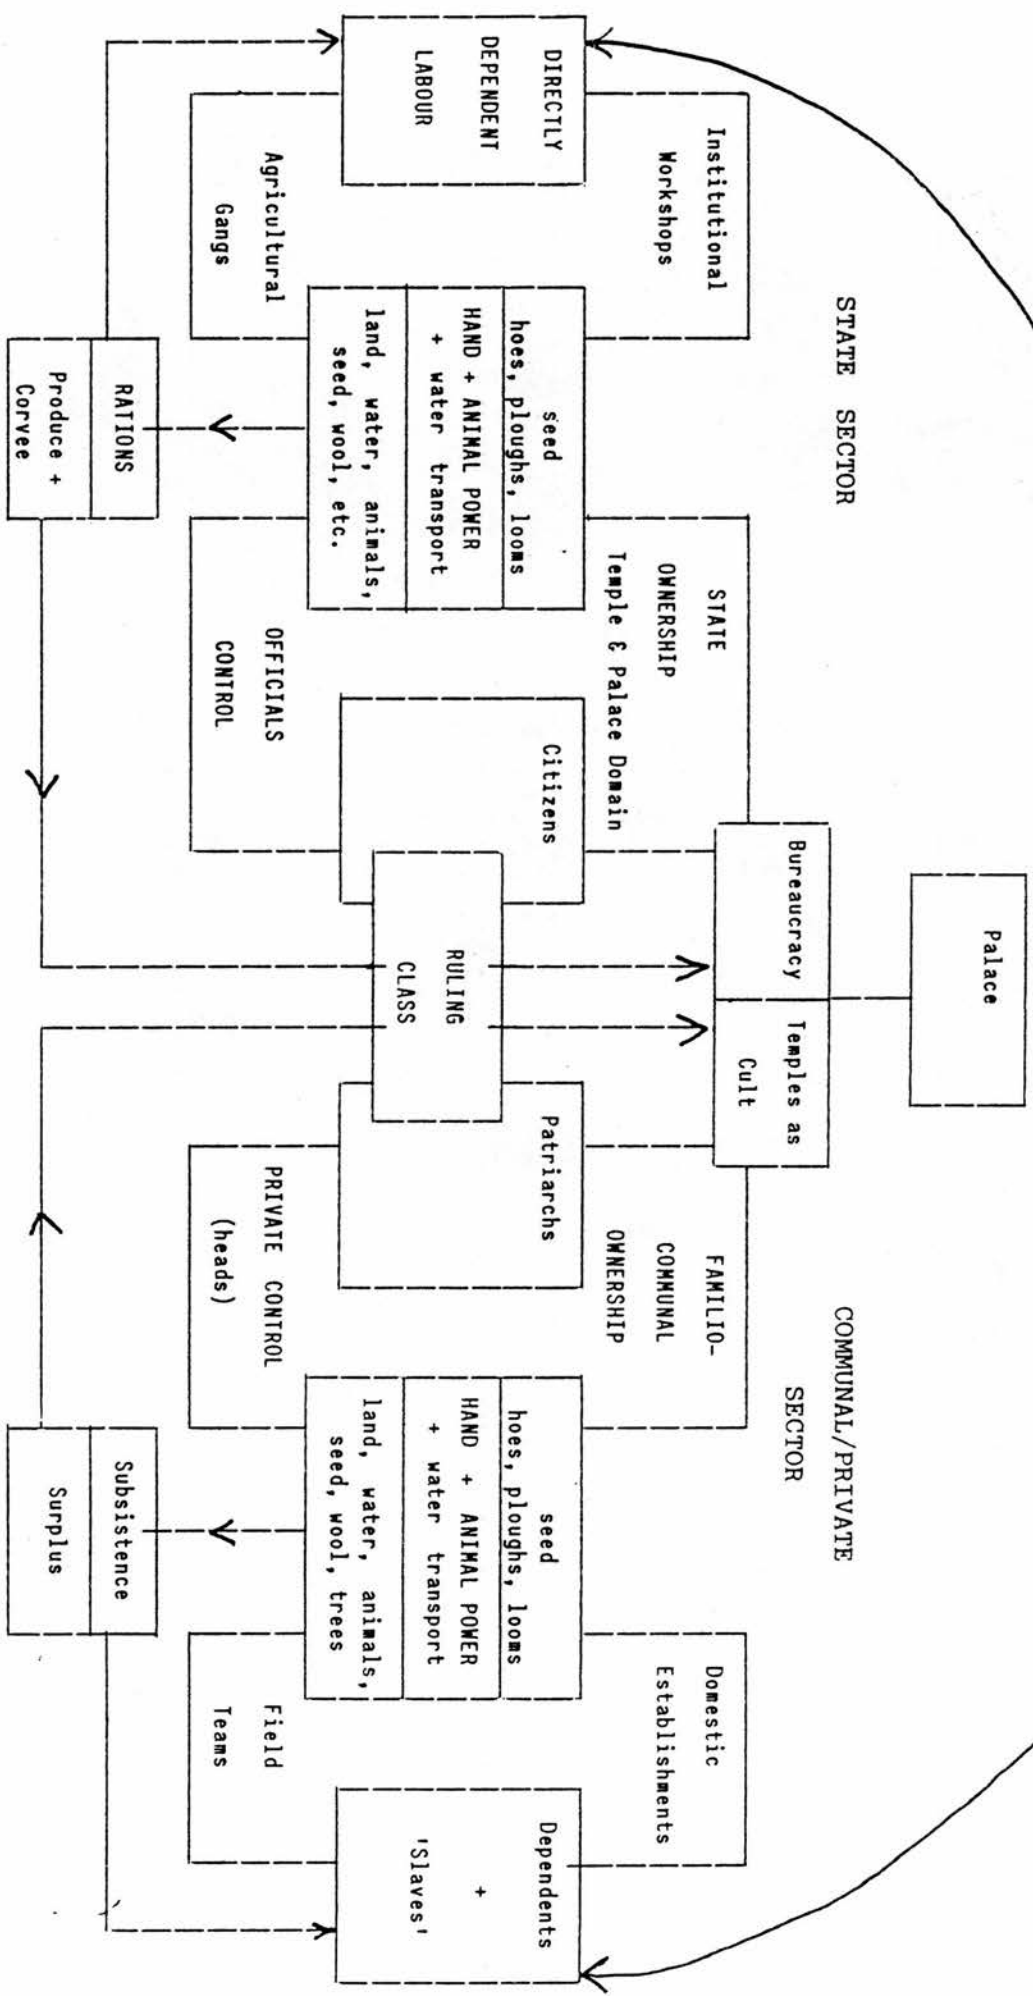 Palace
STATE SECTOR
COMMUNAL/PRIVATE
SECTOR
Bureaucracy
Temples as
Cult
Institutional
Workshops
STATE
OWNERSHIP
Temple & Palace Domain
FAMILIO-
COMMUNAL
OWNERSHIP
Domestic
Establishments
DIRECTLY
DEPENDENT
LABOUR
seed
hoes, ploughs, looms
HAND + ANIMAL POWER
+ water transport
land, water, animals,
seed, wool, etc.
Citizens
RULING
CLASS
Patriarchs
seed
hoes, ploughs, looms
HAND + ANIMAL POWER
+ water transport
land, water, animals,
seed, wool, trees
Dependents
+
'Slaves'
Agricultural
Gangs
OFFICIALS
CONTROL
PRIVATE CONTROL
(heads)
Field
Teams
RATIONS
Produce +
Corvee
Subsistence
Surplus